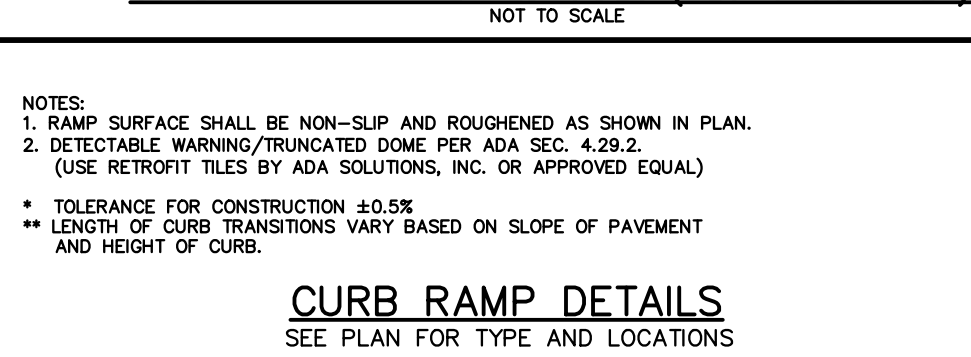 NOT TO SCALE
NOTES:
1. RAMP SURFACE SHALL BE NON-SLIP AND ROUGHENED AS SHOWN IN PLAN.
2. DETECTABLE WARNING/TRUNCATED DOME PER ADA SEC. 4.29.2.
(USE RETROFIT TILES BY ADA SOLUTIONS, INC. OR APPROVED EQUAL)
* TOLERANCE FOR CONSTRUCTION ±0.5%
** LENGTH OF CURB TRANSITIONS VARY BASED ON SLOPE OF PAVEMENT
AND HEIGHT OF CURB.
CURB RAMP DETAILS
SEE PLAN FOR TYPE AND LOCATIONS